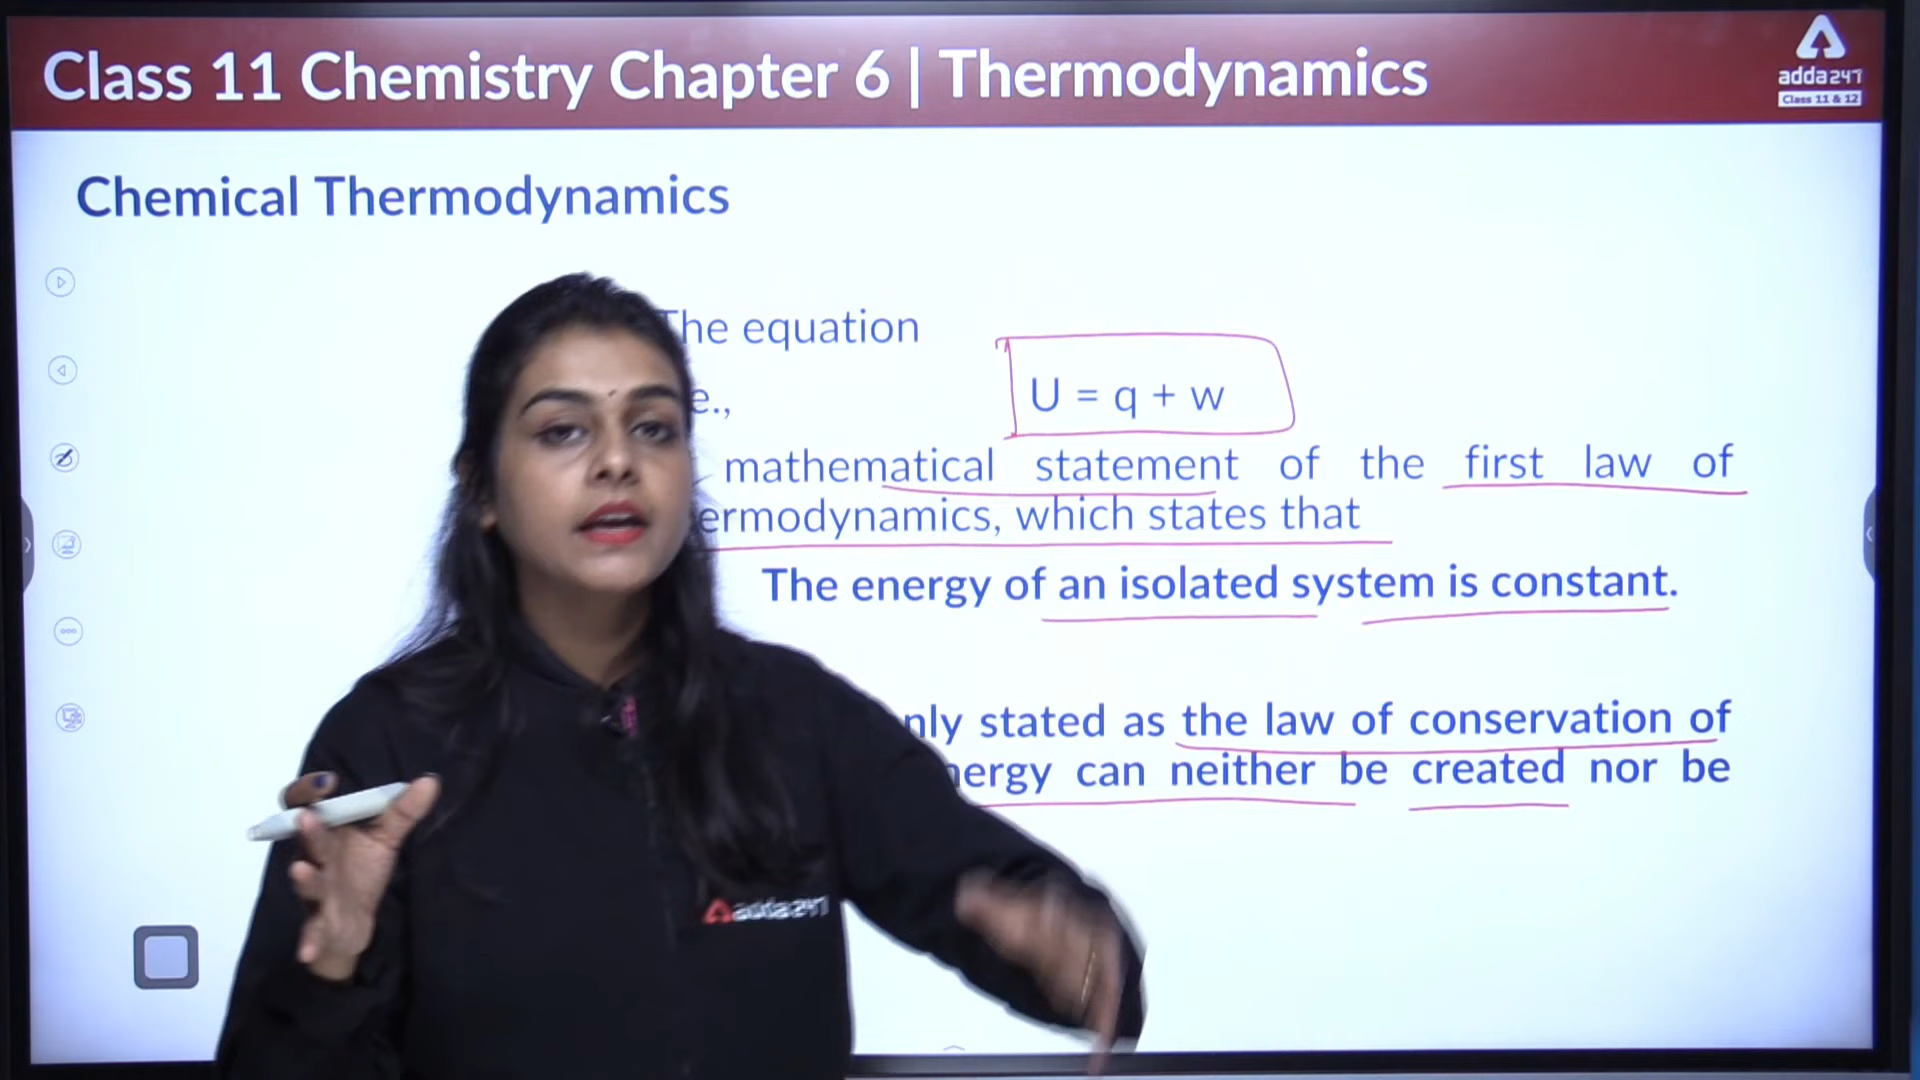 Class 11 Chemistry Chapter 6 | Thermodynamics
adda247
Class 11 & 12
Chemical Thermodynamics
The equation
e.,
U = q + w
mathematical statement of the first law of
ermodynamics, which states that
The energy of an isolated system is constant.
nly stated as the law of conservation of
nergy can neither be created nor be
adda247